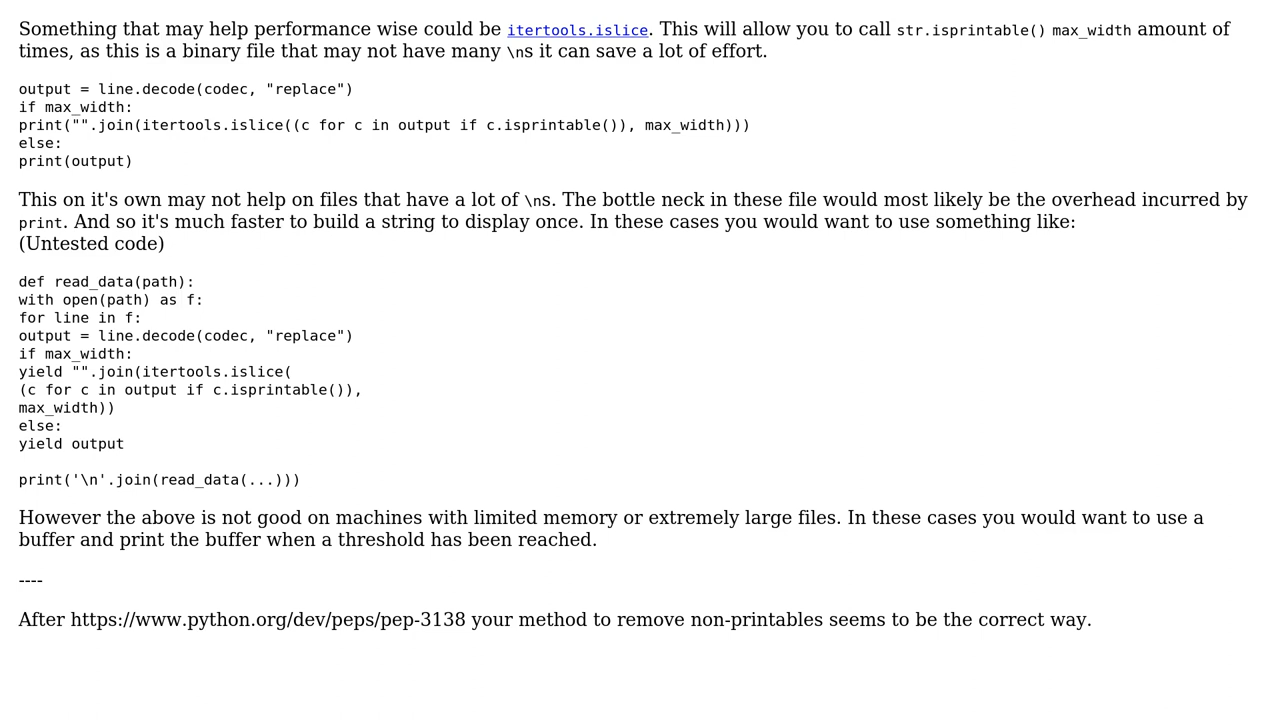 Something that may help performance wise could be itertools.islice. This will allow you to call str.isprintable() max_width amount of
times, as this is a binary file that may not have many \ns it can save a lot of effort.
output = line.decode(codec, "replace")
if max_width:
print("".join(itertools.islice((c for c in output if c.isprintable()), max_width)))
else:
print(output)
This on it's own may not help on files that have a lot of \ns. The bottle neck in these file would most likely be the overhead incurred by
print. And so it's much faster to build a string to display once. In these cases you would want to use something like:
(Untested code)
def read_data(path):
with open(path) as f:
for line in f:
output = line.decode(codec, "replace")
if max_width:
yield "".join(itertools.islice(
(c for c in output if c.isprintable()),
max_width))
else:
yield output
print('\n'.join(read_data(...)))
However the above is not good on machines with limited memory or extremely large files. In these cases you would want to use a
buffer and print the buffer when a threshold has been reached.
----
After https://www.python.org/dev/peps/pep-3138 your method to remove non-printables seems to be the correct way.